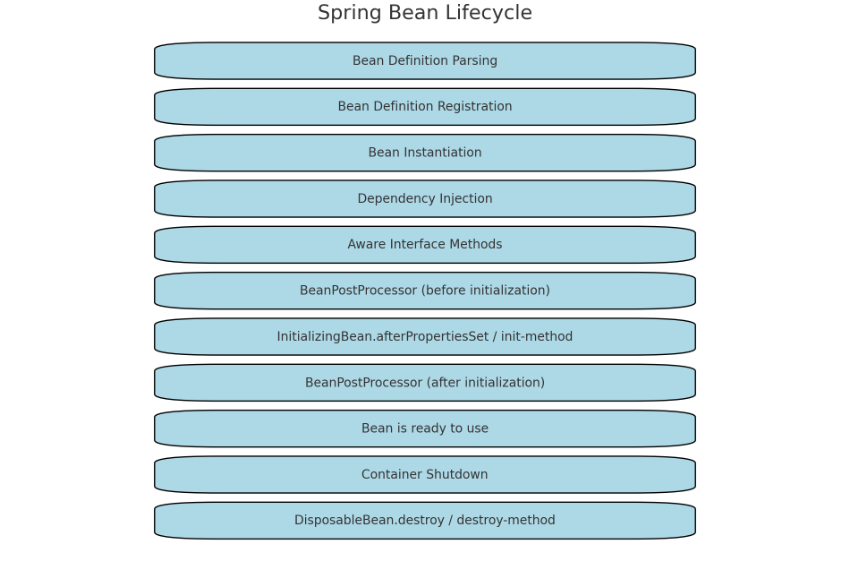 Spring Bean Lifecycle
Bean Definition Parsing
Bean Definition Registration
Bean Instantiation
Dependency Injection
Aware Interface Methods
BeanPostProcessor (before initialization)
InitializingBean.afterPropertiesSet / init-method
BeanPostProcessor (after initialization)
Bean is ready to use
Container Shutdown
DisposableBean.destroy / destroy-method